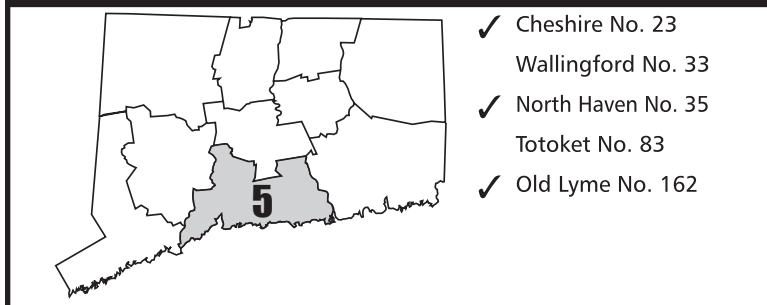 ✓ Cheshire No. 23
Wallingford No. 33
✓ North Haven No. 35
Totoket No. 83
✓ Old Lyme No. 162
5